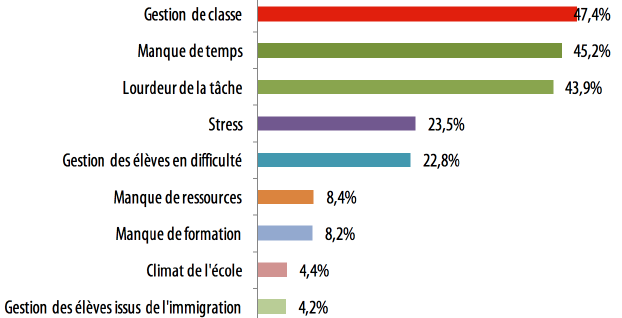 Gestion de classe 47,4%
Manque de temps 45,2%
Lourdeur de la tâche 43,9%
Stress 23,5%
Gestion des élèves en difficulté 22,8%
Manque de ressources 8,4%
Manque de formation 8,2%
Climat de l'école 4,4%
Gestion des élèves issus de l'immigration 4,2%